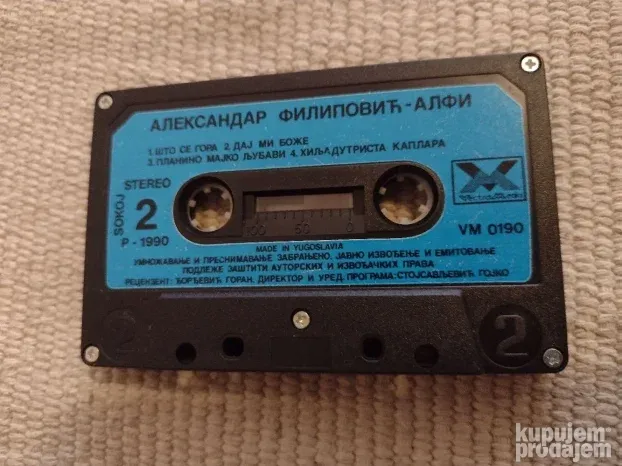 АЛЕКСАНДАР ФИЛИПОВИЋ-АЛФИ
1. ШТО СЕ ГОРА 2. ДАЈ МИ БОЖЕ
3. ПЛАНИНО МАЈКО ЉУБАВИ 4. ХИЉАДУТРИСТА КАПЛАРА
STEREO
SOKOJ
2
P-1990
100 50 0
VM 0190
MADE IN YUGOSLAVIA
УМНОЖАВАЊЕ И ПРЕСНИМАВАЊЕ ЗАБРАЊЕНО, ЈАВНО ИЗВОЂЕЊЕ И ЕМИТОВАЊЕ
ПОДЛЕЖЕ ЗАШТИТИ АУТОРСКИХ И ИЗВОЂАЧКИХ ПРАВА
РЕЦЕНЗЕНТ: ЂОРЂЕВИЋ ГОРАН, ДИРЕКТОР И УРЕД. ПРОГРАМА: СТОЈСАВЉЕВИЋ ГОЈКО
2
kupujem
prodajem